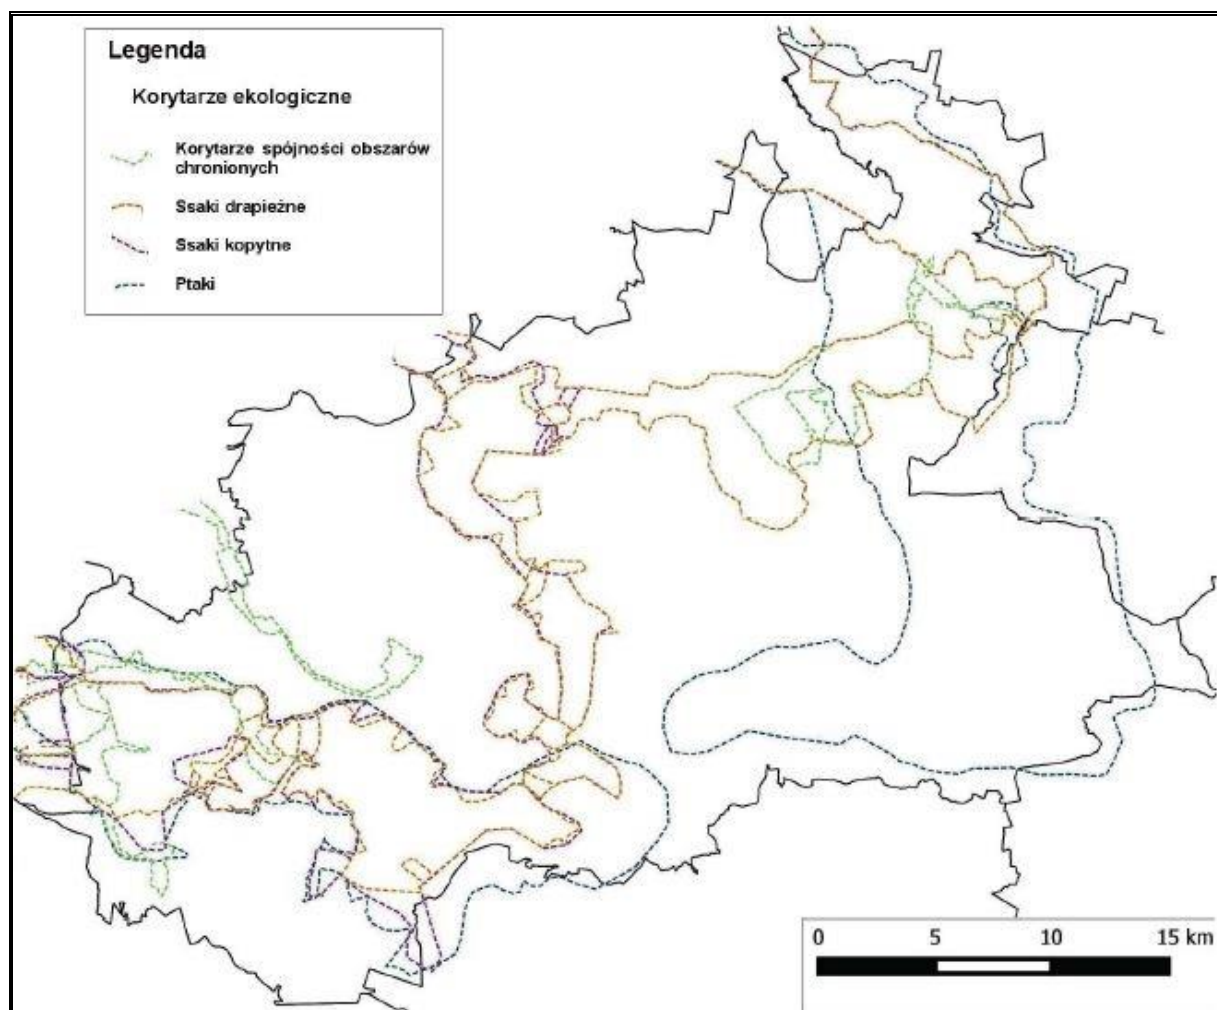 Legenda
Korytarze ekologiczne
Korytarze spójności obszarów
chronionych
Ssaki drapieżne
Ssaki kopytne
Ptaki
0 5 10 15 km